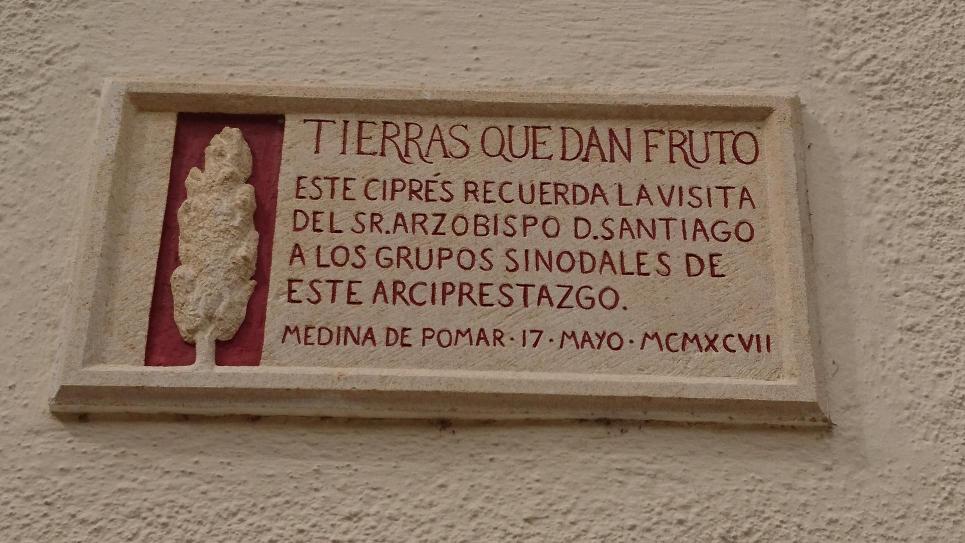 TIERRAS QUE DAN FRUTO
ESTE CIPRÉS RECUERDA LA VISITA
DEL SR. ARZOBISPO D. SANTIAGO
A LOS GRUPOS SINODALES DE
ESTE ARCIPRESTAZGO.
MEDINA DE POMAR · 17 · MAYO · MCMXCVII